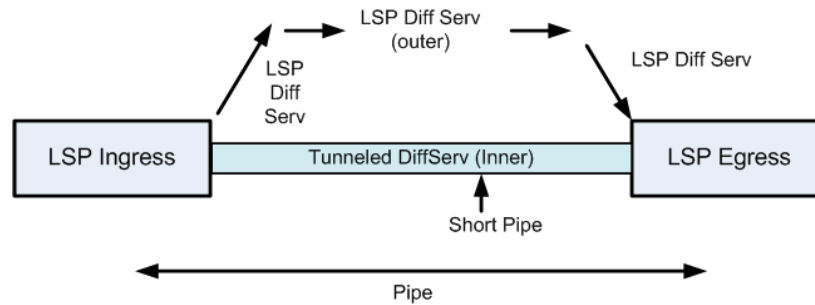 LSP Diff Serv
(outer)
LSP
Diff
Serv
LSP Diff Serv
LSP Ingress
Tunneled DiffServ (Inner)
LSP Egress
Short Pipe
Pipe